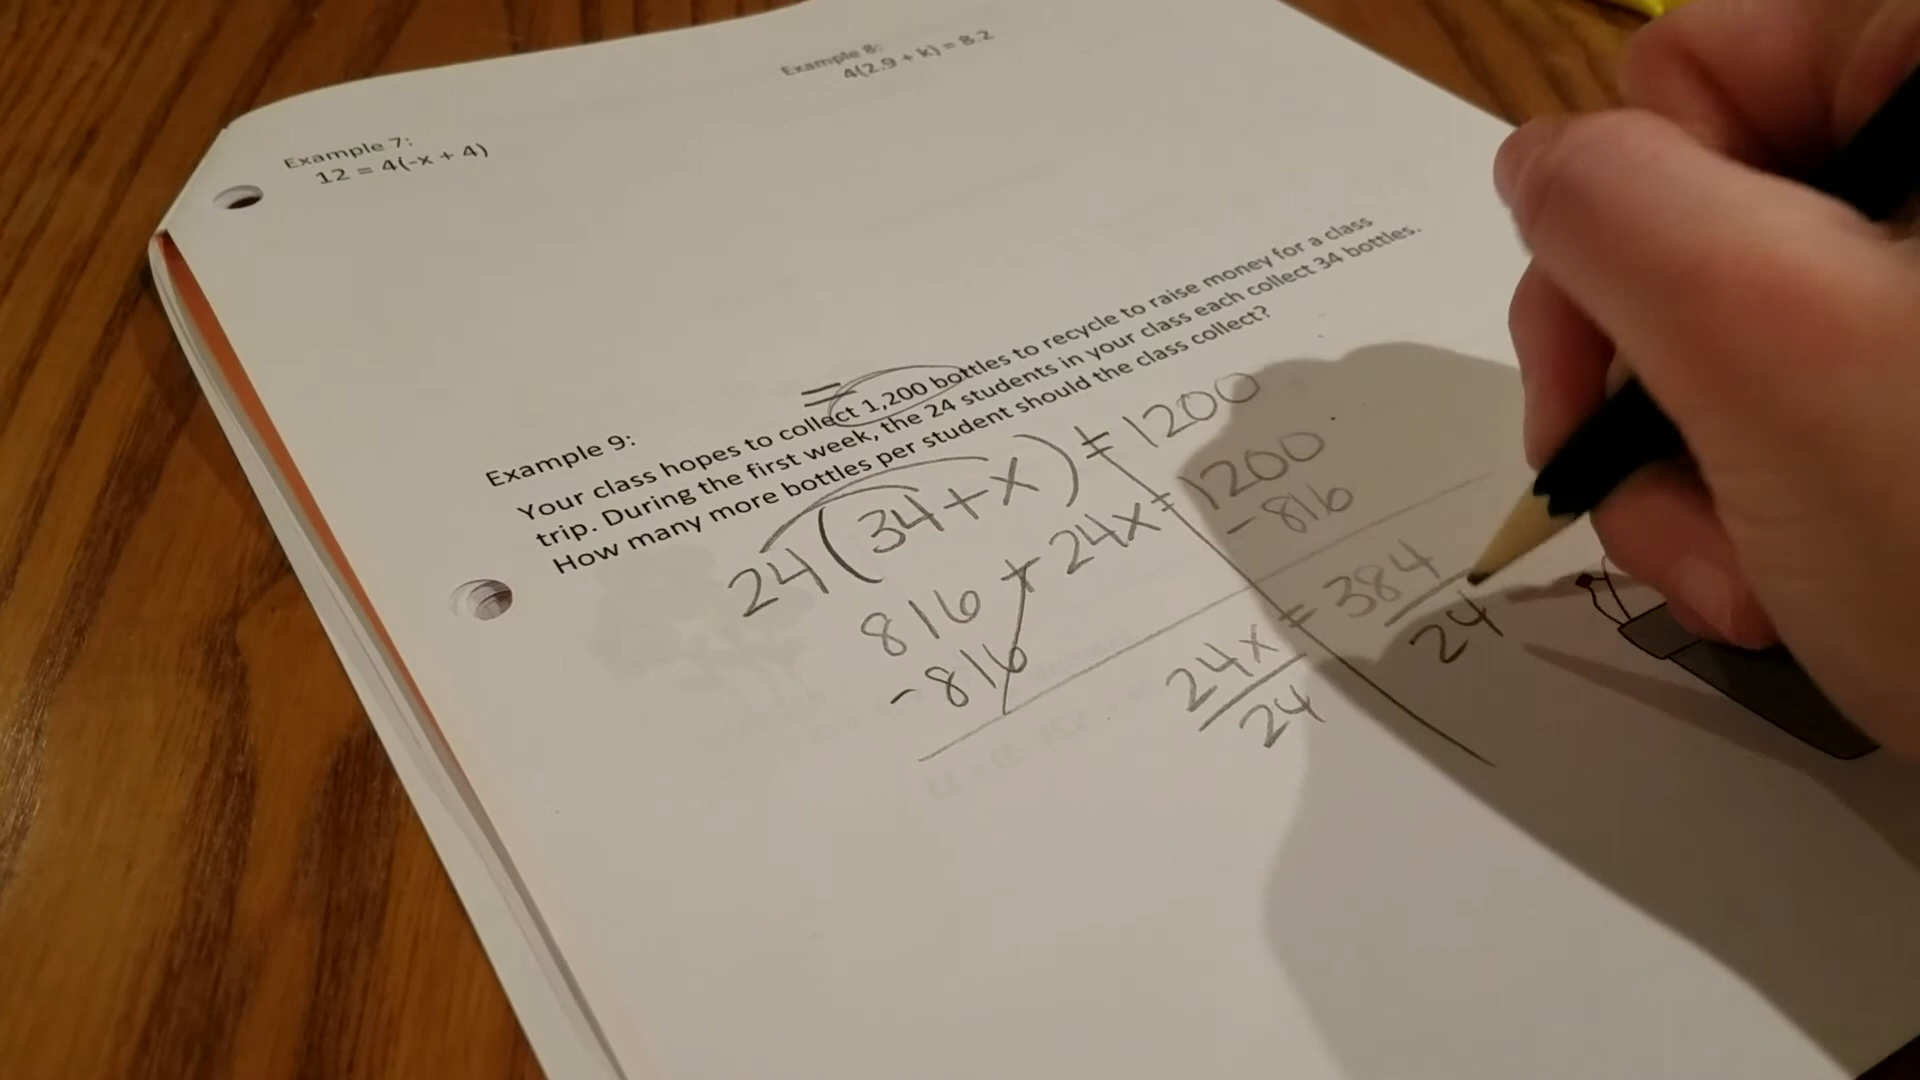 Example 8:
4(2.9 + k) = 8.2
Example 7:
12 = 4(-x + 4)
Example 9:
=
Your class hopes to collect 1,200 bottles to recycle to raise money for a class
trip. During the first week, the 24 students in your class each collect 34 bottles.
How many more bottles per student should the class collect?
24(34+x) = 1200
816 + 24x = 1200
-816 -816
24x = 384
24 24